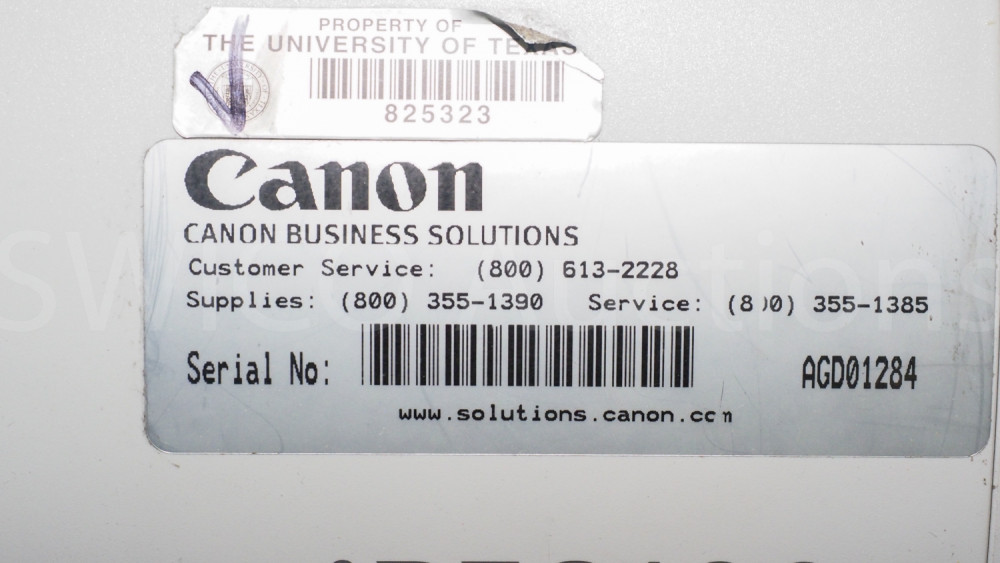 PROPERTY OF
THE UNIVERSITY OF TEXAS
825323
Canon
CANON BUSINESS SOLUTIONS
Customer Service: (800) 613-2228
Supplies: (800) 355-1390 Service: (800) 355-1385
Serial No: AGD01284
www.solutions.canon.com